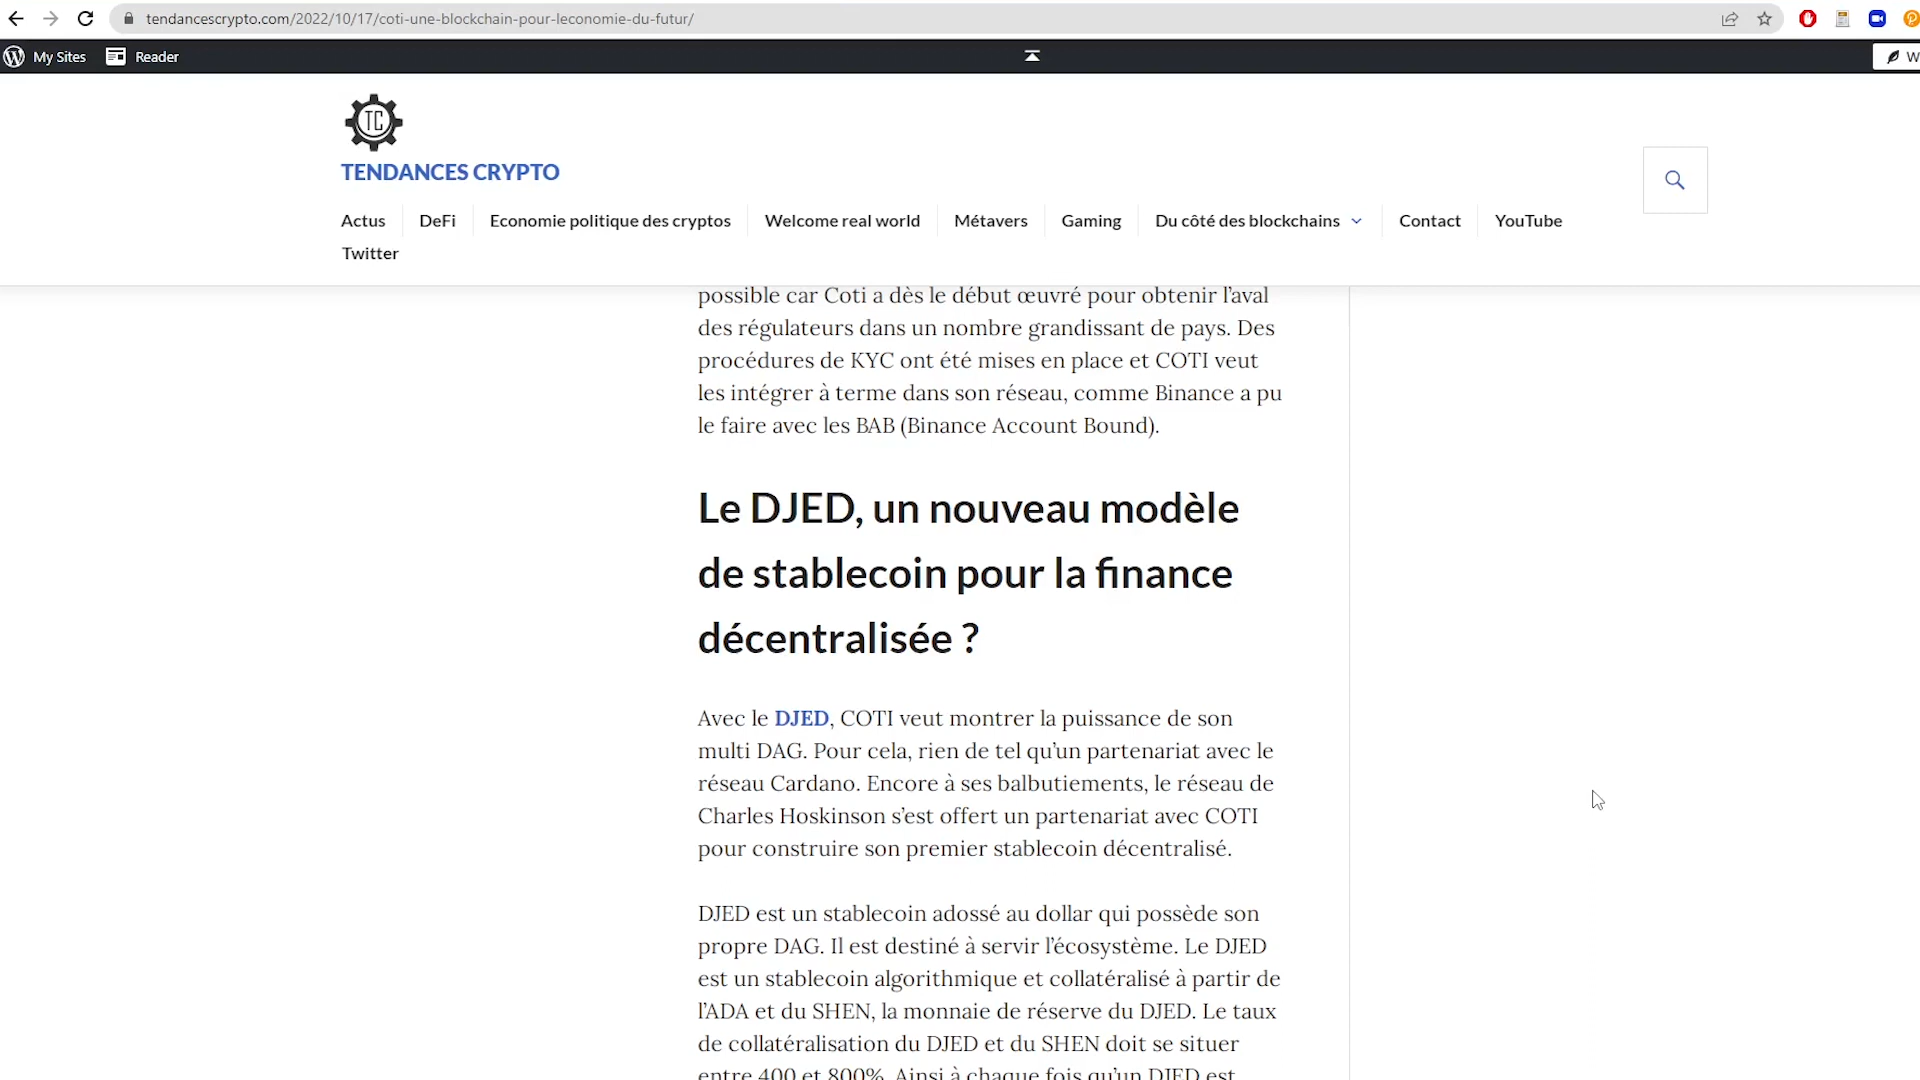 tendancescrypto.com/2022/10/17/coti-une-blockchain-pour-leconomie-du-futur/
My Sites
Reader
W
TC
TENDANCES CRYPTO
Actus
DeFi
Economie politique des cryptos
Welcome real world
Métavers
Gaming
Du côté des blockchains
Contact
YouTube
Twitter
possible car Coti a dès le début œuvré pour obtenir l’aval
des régulateurs dans un nombre grandissant de pays. Des
procédures de KYC ont été mises en place et COTI veut
les intégrer à terme dans son réseau, comme Binance a pu
le faire avec les BAB (Binance Account Bound).
Le DJED, un nouveau modèle
de stablecoin pour la finance
décentralisée ?
Avec le DJED, COTI veut montrer la puissance de son
multi DAG. Pour cela, rien de tel qu’un partenariat avec le
réseau Cardano. Encore à ses balbutiements, le réseau de
Charles Hoskinson s’est offert un partenariat avec COTI
pour construire son premier stablecoin décentralisé.
DJED est un stablecoin adossé au dollar qui possède son
propre DAG. Il est destiné à servir l’écosystème. Le DJED
est un stablecoin algorithmique et collatéralisé à partir de
l’ADA et du SHEN, la monnaie de réserve du DJED. Le taux
de collatéralisation du DJED et du SHEN doit se situer
entre 400 et 800%. Ainsi à chaque fois qu’un DJED est